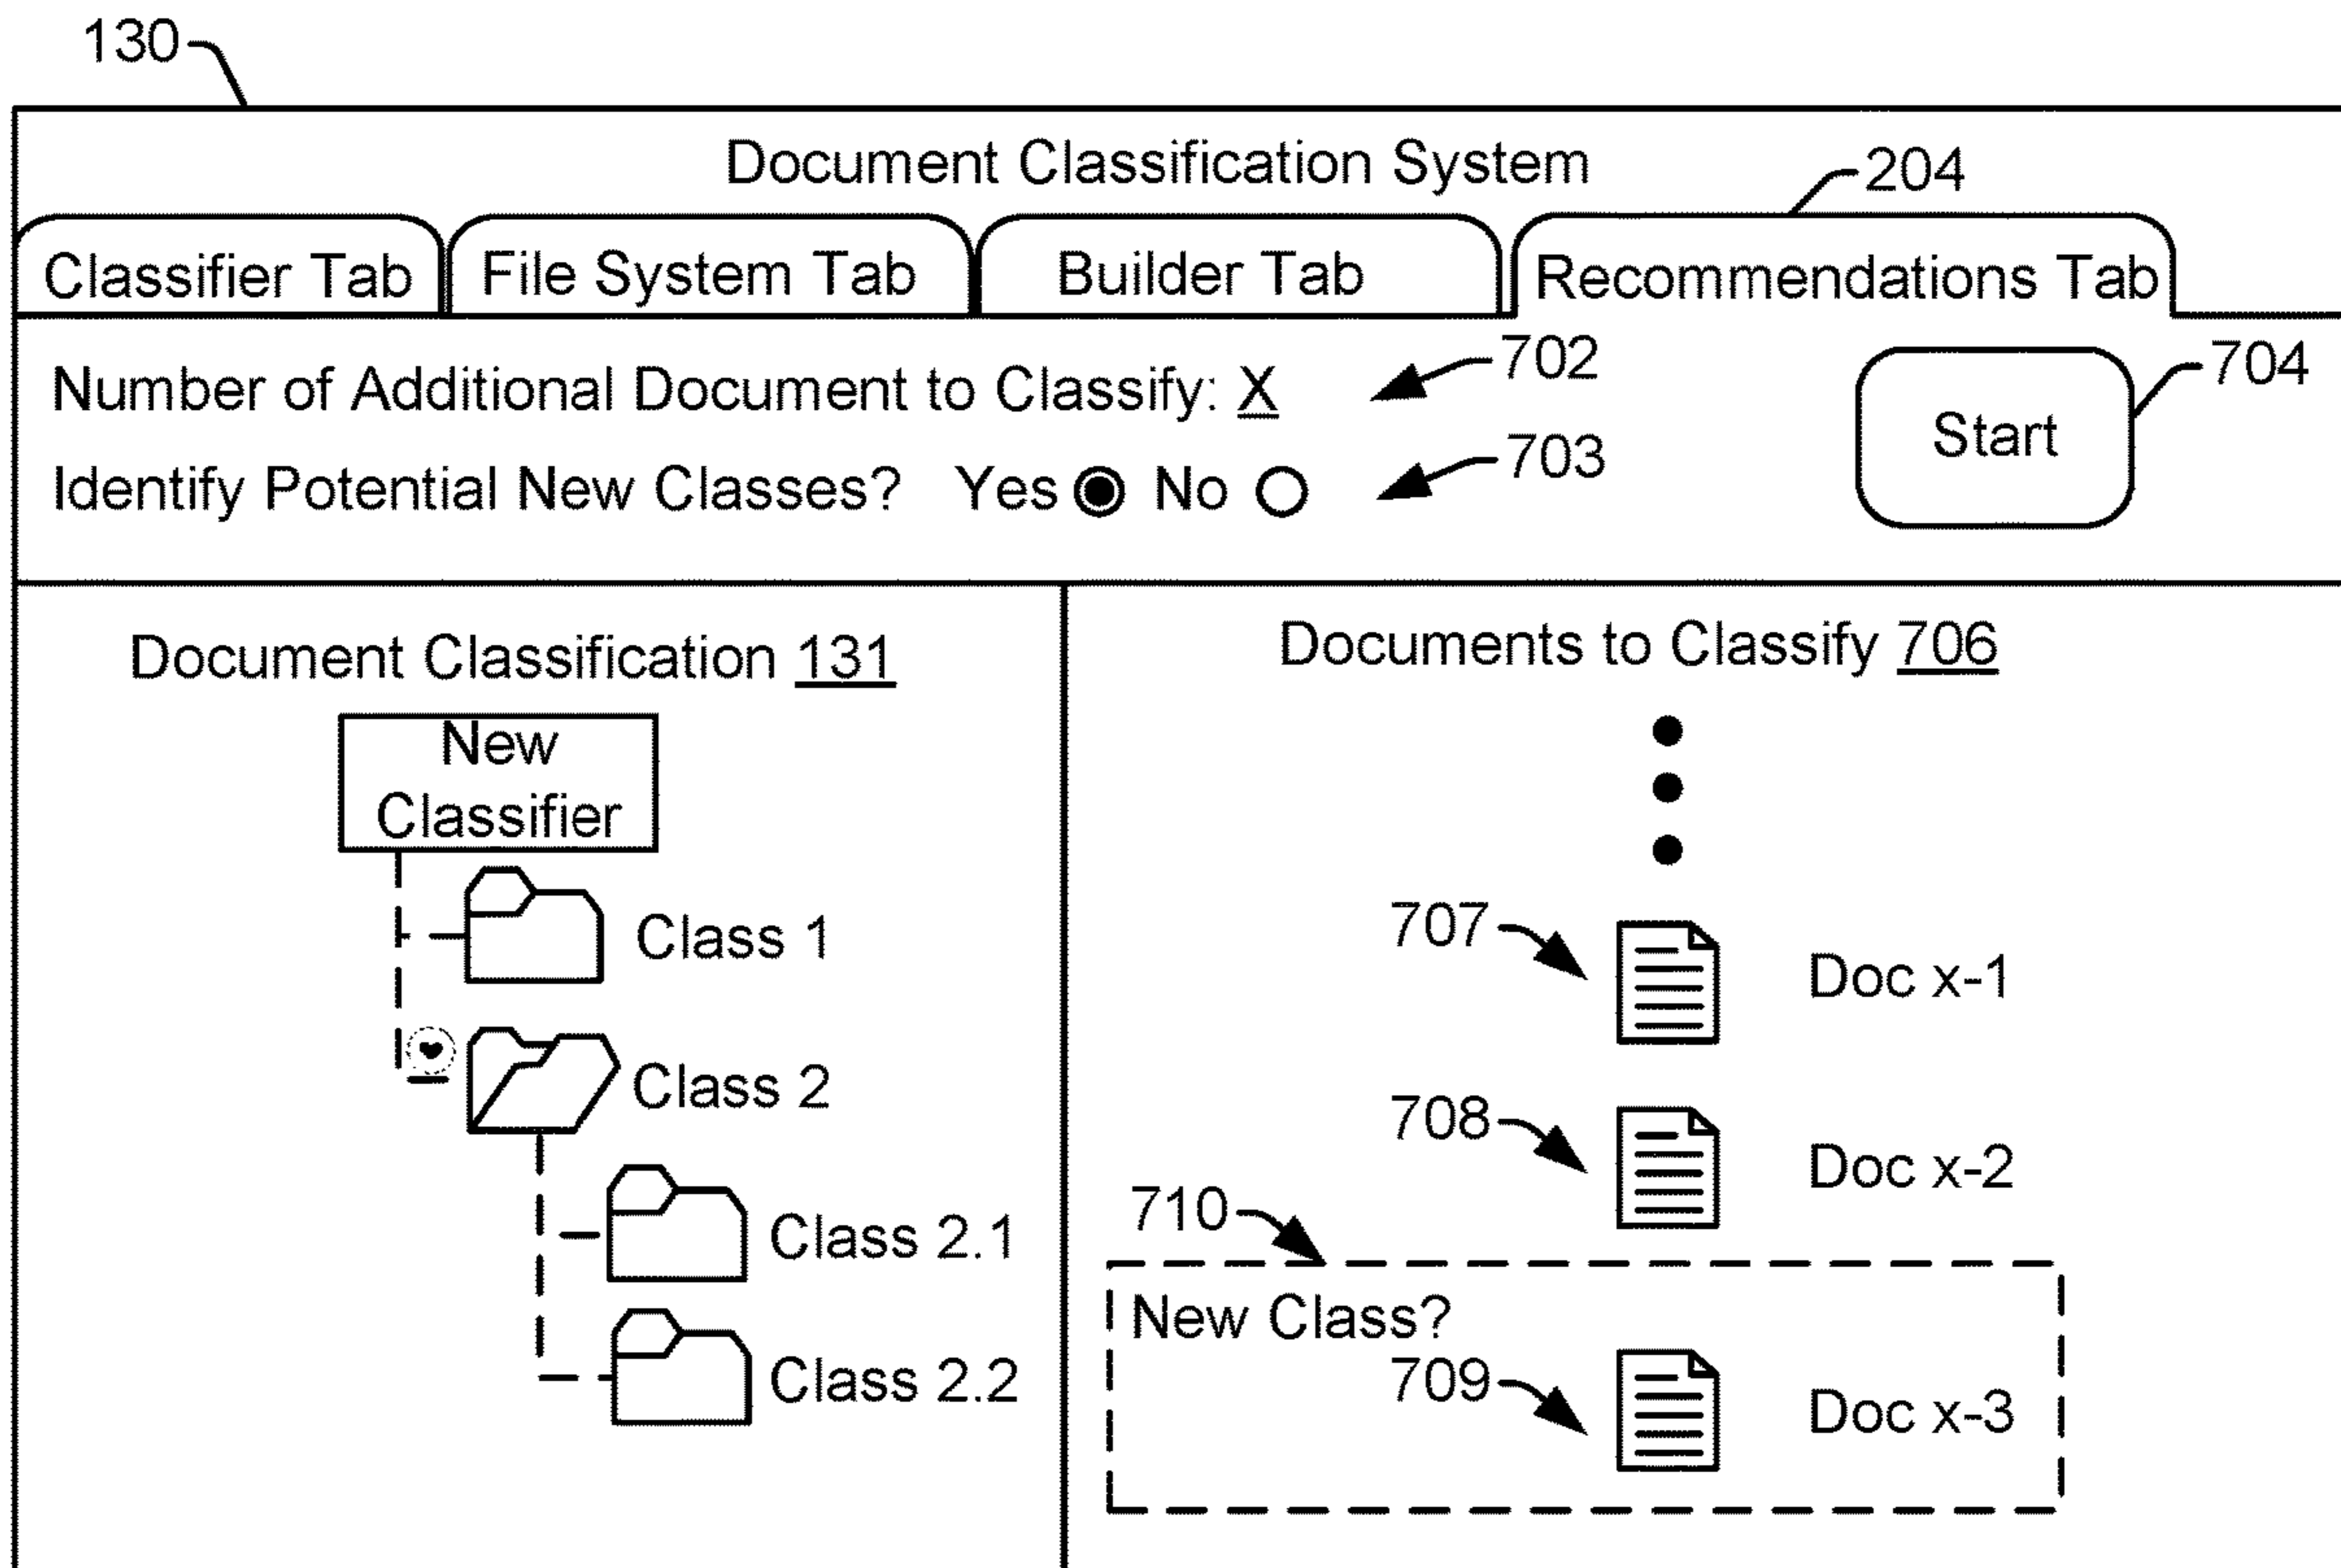 130
Document Classification System
204
Classifier Tab
File System Tab
Builder Tab
Recommendations Tab
Number of Additional Document to Classify: X
702
704
Start
Identify Potential New Classes? Yes No
703
Document Classification 131
New
Classifier
Class 1
Class 2
Class 2.1
Class 2.2
Documents to Classify 706
707
Doc x-1
708
Doc x-2
710
New Class?
709
Doc x-3